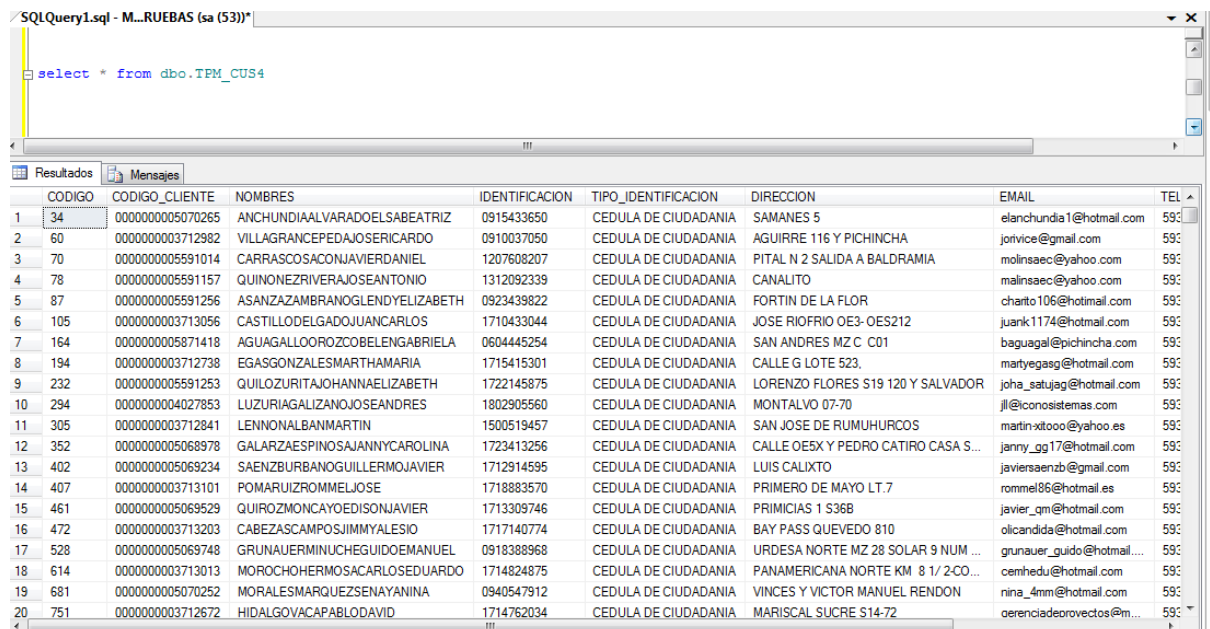 SQLQuery1.sql - M...RUEBAS (sa (53))*
select * from dbo.TPM_CUS4
Resultados Mensajes
CODIGO CODIGO_CLIENTE NOMBRES IDENTIFICACION TIPO_IDENTIFICACION DIRECCION EMAIL TEL
1 34 0000000005070265 ANCHUNDIAALVARADOELSABEATRIZ 0915433650 CEDULA DE CIUDADANIA SAMANES 5 elanchundia1@hotmail.com 593
2 60 0000000003712982 VILLAGRANCEPEDAJOSERICARDO 0910037050 CEDULA DE CIUDADANIA AGUIRRE 116 Y PICHINCHA jorivice@gmail.com 593
3 70 0000000005591014 CARRASCOSACONJAVIERDANIEL 1207608207 CEDULA DE CIUDADANIA PITAL N 2 SALIDA A BALDRAMIA molinsaec@yahoo.com 593
4 78 0000000005591157 QUINONEZRIVERAJOSEANTONIO 1312092339 CEDULA DE CIUDADANIA CANALITO malinsaec@yahoo.com 593
5 87 0000000005591256 ASANZAZAMBRANOGLENDYELIZABETH 0923439822 CEDULA DE CIUDADANIA FORTIN DE LA FLOR charito106@hotimail.com 593
6 105 0000000003713056 CASTILLODELGADOJUANCARLOS 1710433044 CEDULA DE CIUDADANIA JOSE RIOFRIO OE3- OES212 juank1174@hotmail.com 593
7 164 0000000005871418 AGUAGALLOOROZCOBELENGABRIELA 0604445254 CEDULA DE CIUDADANIA SAN ANDRES MZ C C01 baguagal@pichincha.com 593
8 194 0000000003712738 EGASGONZALESMARTHAMARIA 1715415301 CEDULA DE CIUDADANIA CALLE G LOTE 523, martyegasg@hotmail.com 593
9 232 0000000005591253 QUILOZURITAJOHANNAELIZABETH 1722145875 CEDULA DE CIUDADANIA LORENZO FLORES S19 120 Y SALVADOR joha_satujag@hotmail.com 593
10 294 0000000004027853 LUZURIAGALIZANOJOSEANDRES 1802905560 CEDULA DE CIUDADANIA MONTALVO 07-70 jll@iconosistemas.com 593
11 305 0000000003712841 LENNONALBANMARTIN 1500519457 CEDULA DE CIUDADANIA SAN JOSE DE RUMUHURCOS martin-xitooo@yahoo.es 593
12 352 0000000005068978 GALARZAESPINOSAJANNYCAROLINA 1723413256 CEDULA DE CIUDADANIA CALLE OE5X Y PEDRO CATIRO CASA S... janny_gg17@hotmail.com 593
13 402 0000000005069234 SAENZBURBANOGUILLERMOJAVIER 1712914595 CEDULA DE CIUDADANIA LUIS CALIXTO javiersaenzb@gmail.com 593
14 407 0000000003713101 POMARUIZROMMELJOSE 1718883570 CEDULA DE CIUDADANIA PRIMERO DE MAYO LT.7 rommel86@hotmail.es 593
15 461 0000000005069529 QUIROZMONCAYOEDISONJAVIER 1713309746 CEDULA DE CIUDADANIA PRIMICIAS 1 S36B javier_qm@hotmail.com 593
16 472 0000000003713203 CABEZASCAMPOSJIMMYALESIO 1717140774 CEDULA DE CIUDADANIA BAY PASS QUEVEDO 810 olicandida@hotmail.com 593
17 528 0000000005069748 GRUNAUERMINUCHEGUIDOEMANUEL 0918388968 CEDULA DE CIUDADANIA URDESA NORTE MZ 28 SOLAR 9 NUM ... grunauer_guido@hotmail.... 593
18 614 0000000003713013 MOROCHOHERMOSACARLOSEDUARDO 1714824875 CEDULA DE CIUDADANIA PANAMERICANA NORTE KM 8 1/ 2-CO... cemhedu@hotmail.com 593
19 681 0000000005070252 MORALESMARQUEZSENAYANINA 0940547912 CEDULA DE CIUDADANIA VINCES Y VICTOR MANUEL RENDON nina_4mm@hotmail.com 593
20 751 0000000003712672 HIDALGOVACAPABLODAVID 1714762034 CEDULA DE CIUDADANIA MARISCAL SUCRE S14-72 gerenciadeproyectos@m... 593